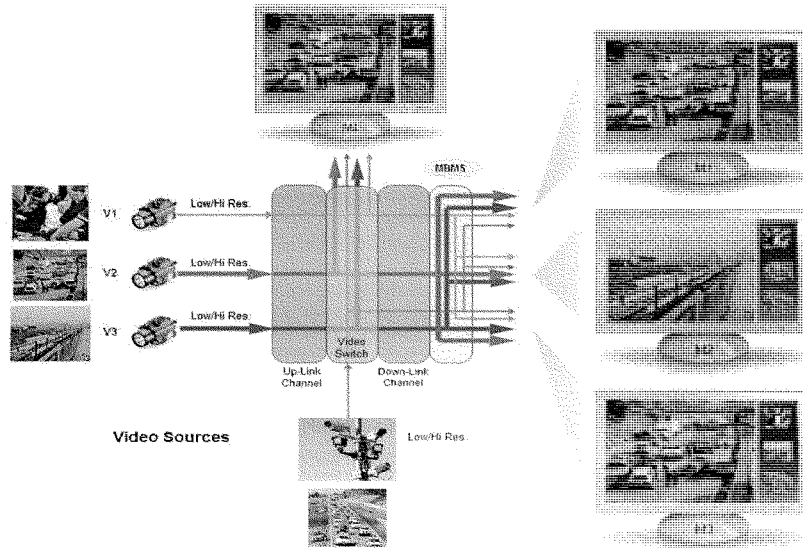 MBMS
V1
Low/Hi Res.
V2
Low/Hi Res.
V3
Low/Hi Res.
Video
Switch
Up-Link
Channel
Down-Link
Channel
Video Sources
Low/Hi Res.